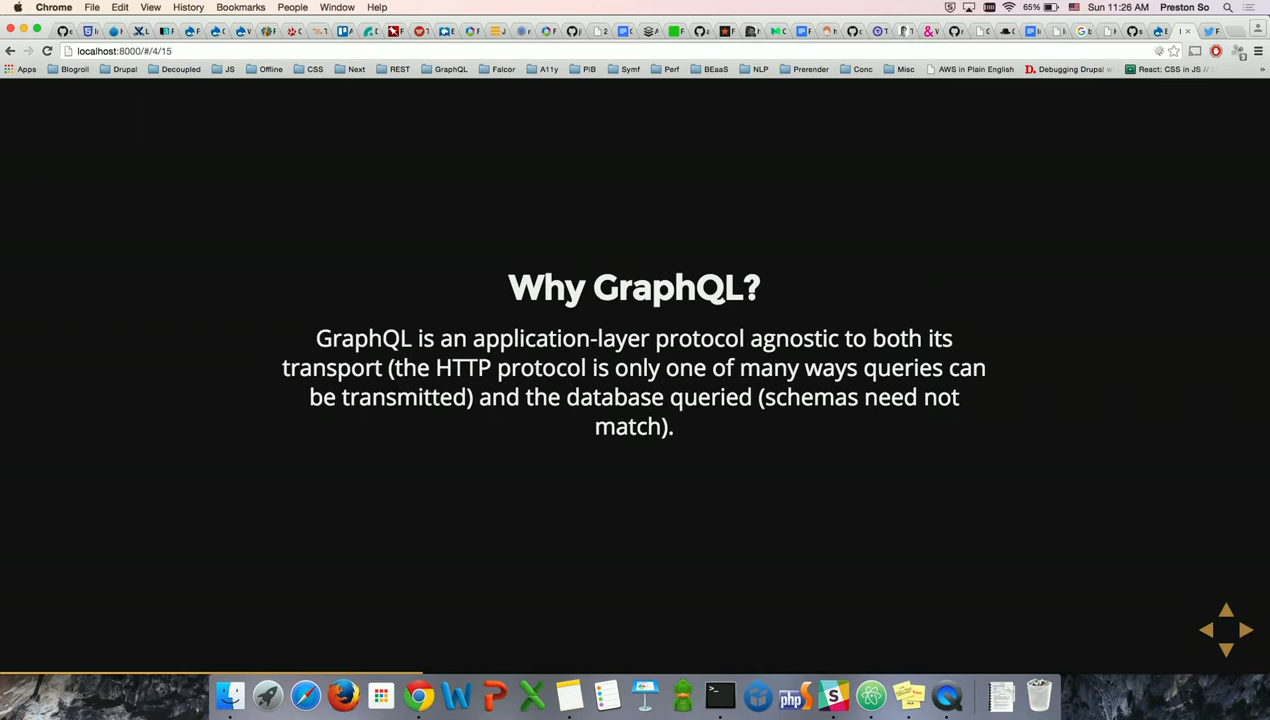 Chrome File Edit View History Bookmarks People Window Help
65% Sun 11:26 AM Preston So
localhost:8000/#/4/15
Apps Blogroll Drupal Decoupled JS Offline CSS Next REST GraphQL Falcor A11y PIB Symf Perf BEaaS NLP Prerender Conc Misc AWS in Plain English Debugging Drupal React: CSS in JS // »
Why GraphQL?
GraphQL is an application-layer protocol agnostic to both its
transport (the HTTP protocol is only one of many ways queries can
be transmitted) and the database queried (schemas need not
match).
php